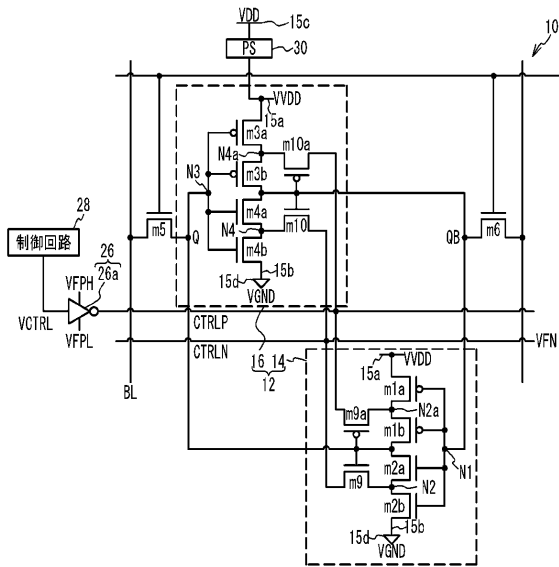 VDD
15c
10
PS
30
VVDD
15a
m3a
m10a
N4a
N3
m3b
28
制御回路
m5
Q
m4a
m10
N4
m4b
QB
m6
26
26a
VFPH
15d
15b
VGND
VCTRL
VFPL
CTRLP
CTRLN
VFN
16 14
12
BL
15a
VVDD
m1a
m9a
N2a
m1b
N1
m2a
m9
N2
m2b
15b
15d
VGND